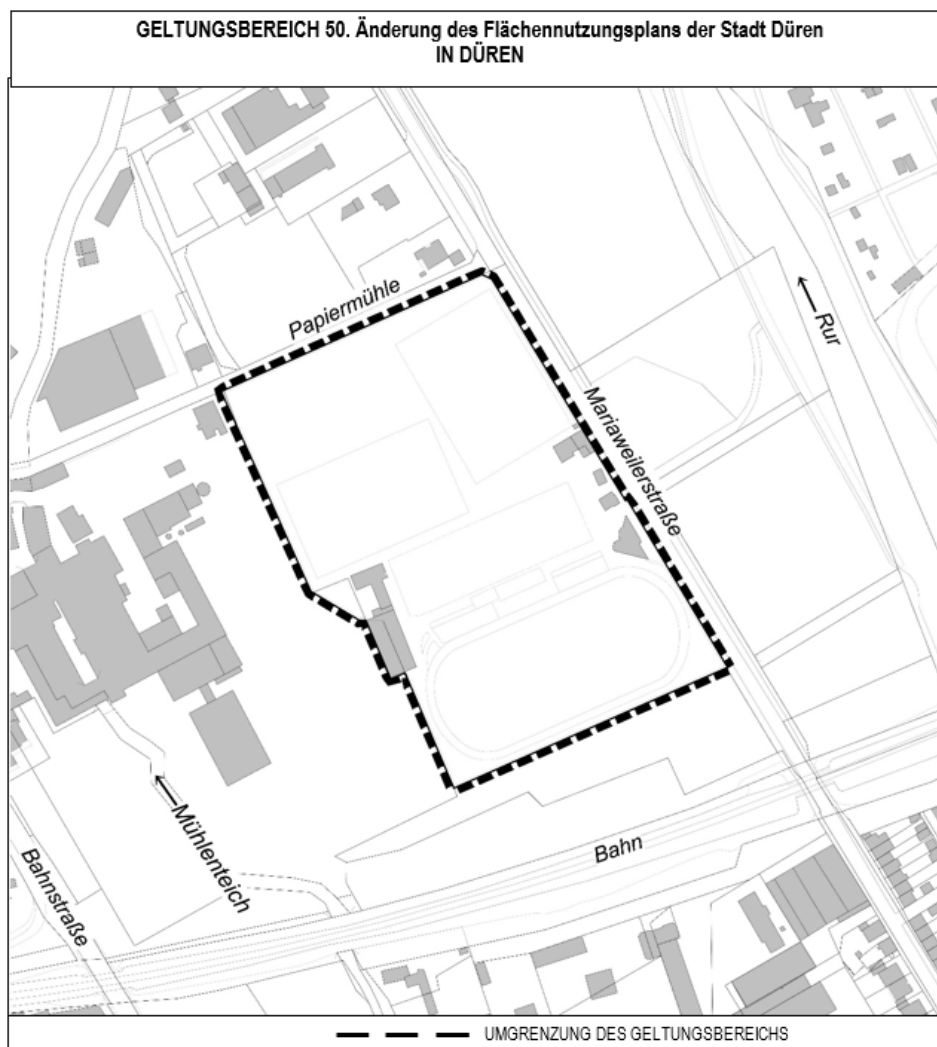 GELTUNGSBEREICH 50. Änderung des Flächennutzungsplans der Stadt Düren
IN DÜREN
Papiermühle
Rur
Mariaweilerstraße
Mühlenteich
Bahn
Bahnstraße
UMGRENZUNG DES GELTUNGSBEREICHS